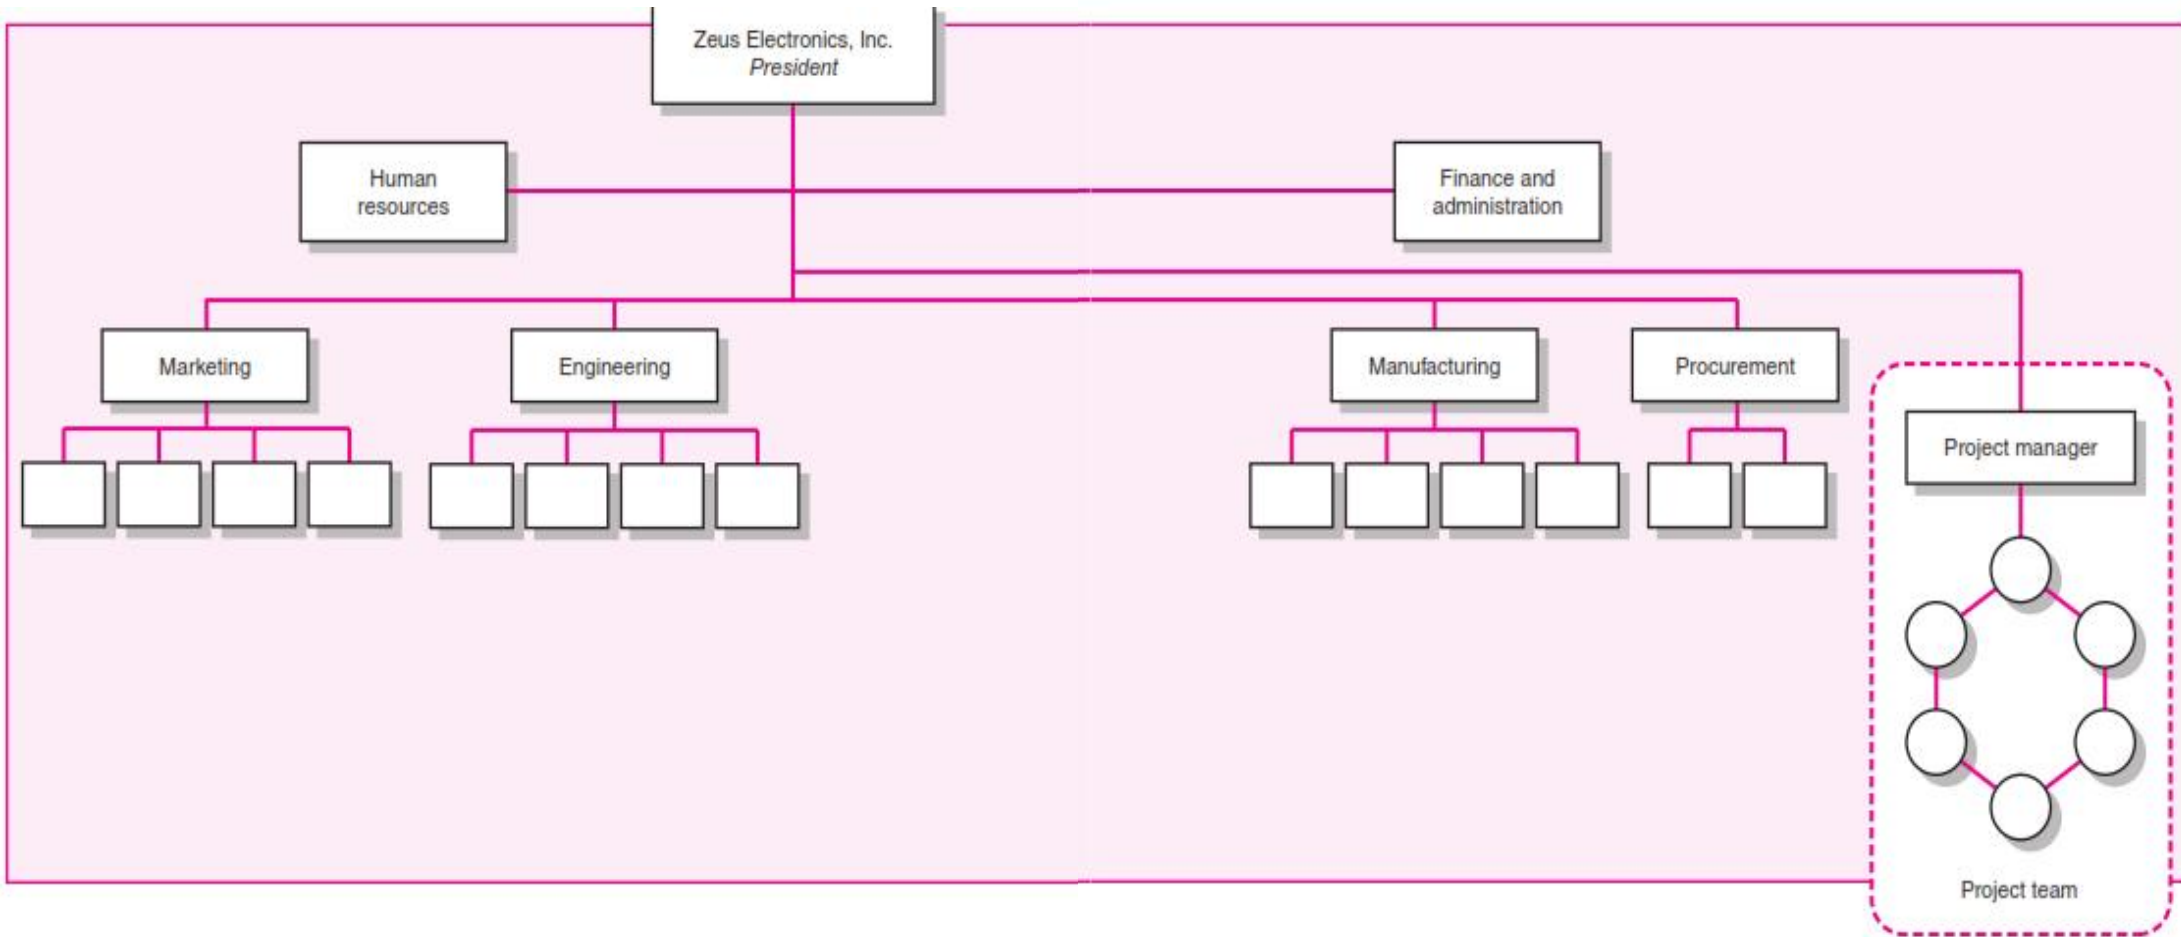 Zeus Electronics, Inc.
President
Human
resources
Finance and
administration
Marketing
Engineering
Manufacturing
Procurement
Project manager
Project team